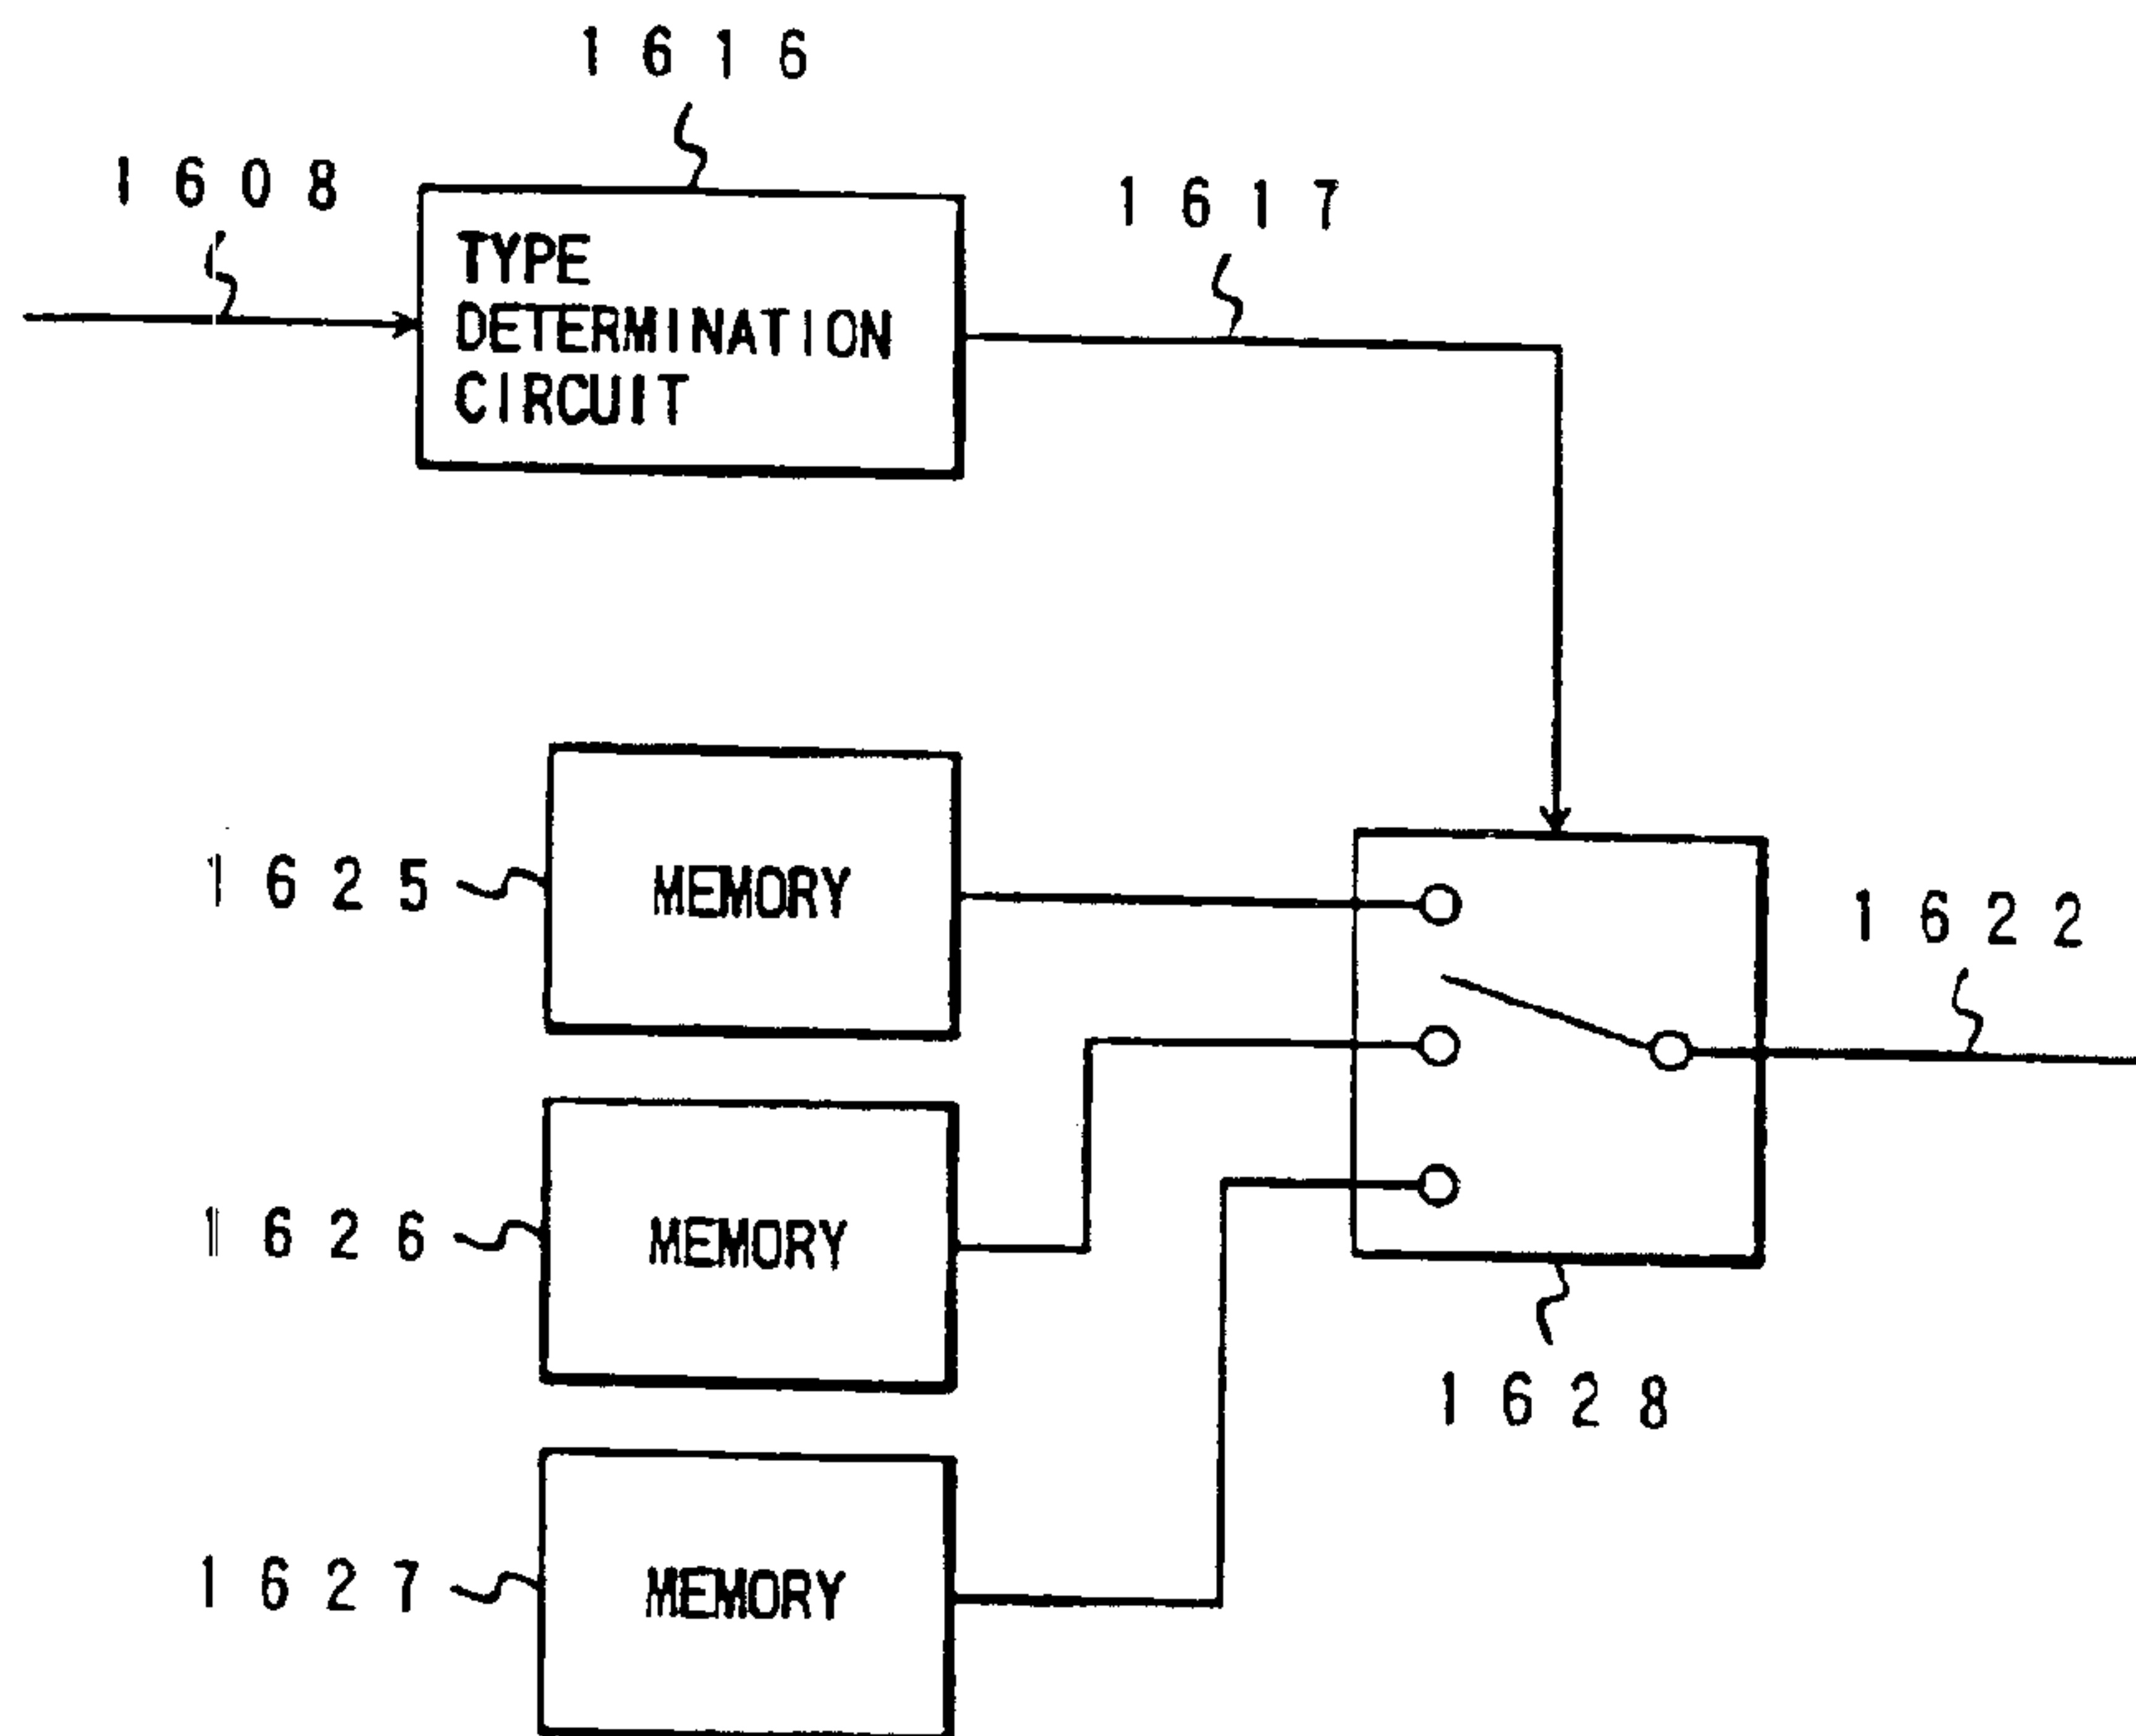 1616
1608
TYPE
DETERMINATION
CIRCUIT
1617
1625
MEMORY
1622
1626
MEMORY
1628
1627
MEMORY